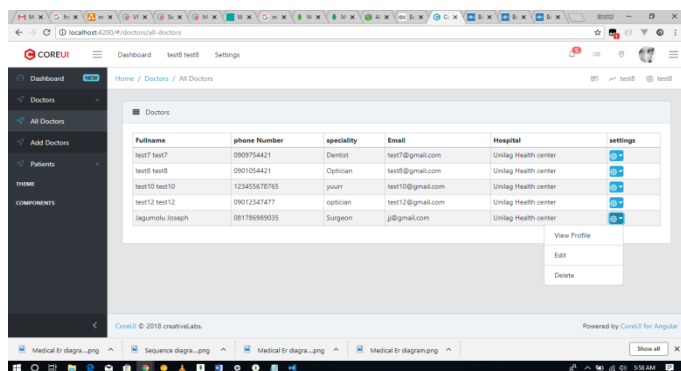 localhost:4200/#/doctors/all-doctors
COREUI
Dashboard test8 test8 Settings
5
Dashboard NEW
Home / Doctors / All Doctors
test8 test8
Doctors
All Doctors
Add Doctors
Patients
THEME
COMPONENTS
Doctors
Fullname phone Number speciality Email Hospital settings
test7 test7 0909754421 Dentist test7@gmail.com Unilag Health center
test8 test8 0901054421 Optician test8@gmail.com Unilag Health center
test10 test10 123455678765 yuurr test10@gmail.com Unilag Health center
test12 test12 09012347477 optician test12@gmail.com Unilag Health center
Jagumolu Joseph 081786989035 Surgeon jj@gmail.com Unilag Health center
View Profile
Edit
Delete
CoreUI © 2018 creativeLabs.
Powered by CoreUI for Angular
Medical Er diagra....png Sequence diagra....png Medical Er diagra....png Medical Er diagram.png Show all
5:58 AM